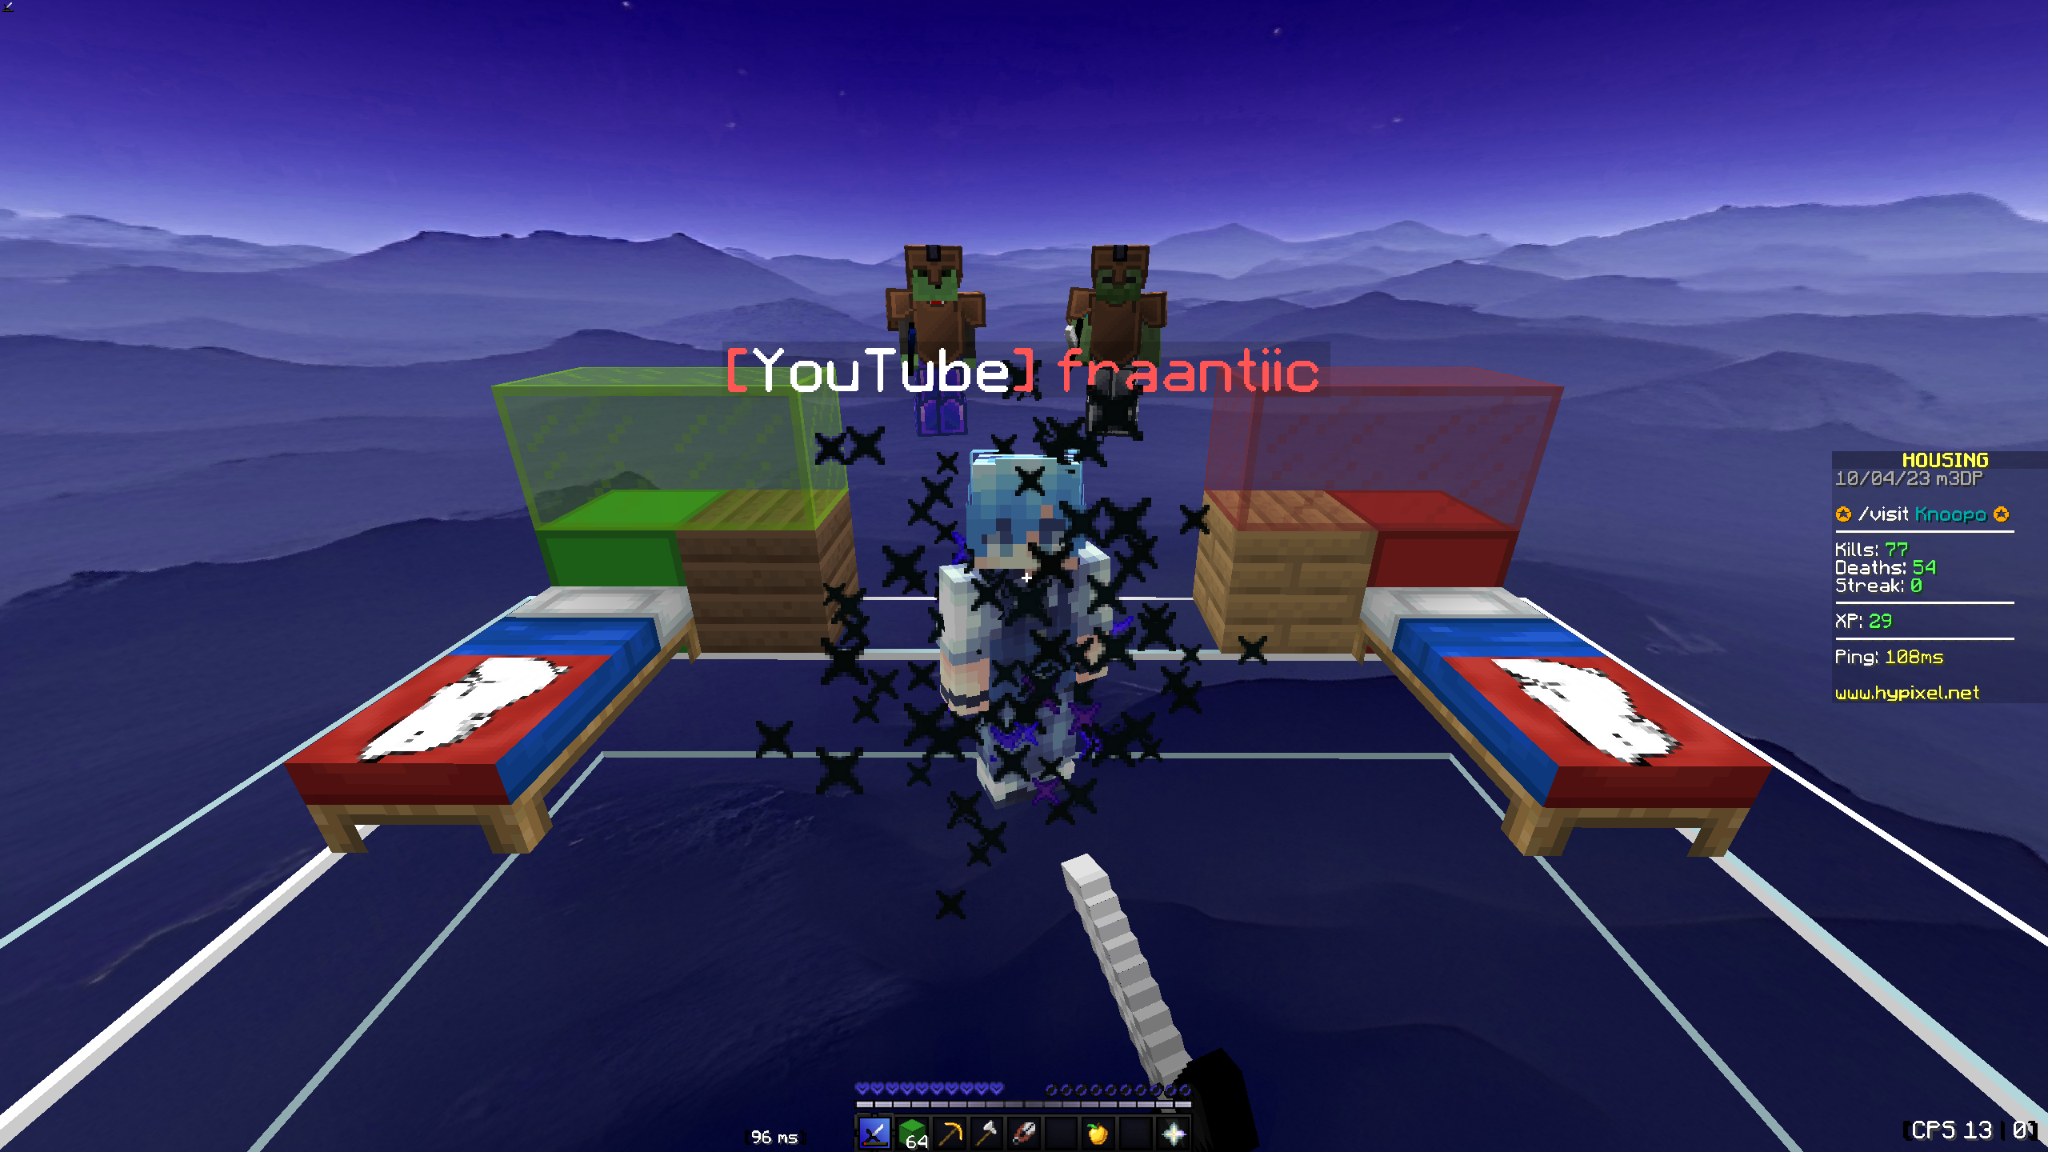 [YouTube] fraantiic
HOUSING
10/04/23 m3DP
/visit Knoopo
Kills: 77
Deaths: 54
Streak: 0
XP: 29
Ping: 108ms
www.hypixel.net
64
96 ms
CPS 13 | 0